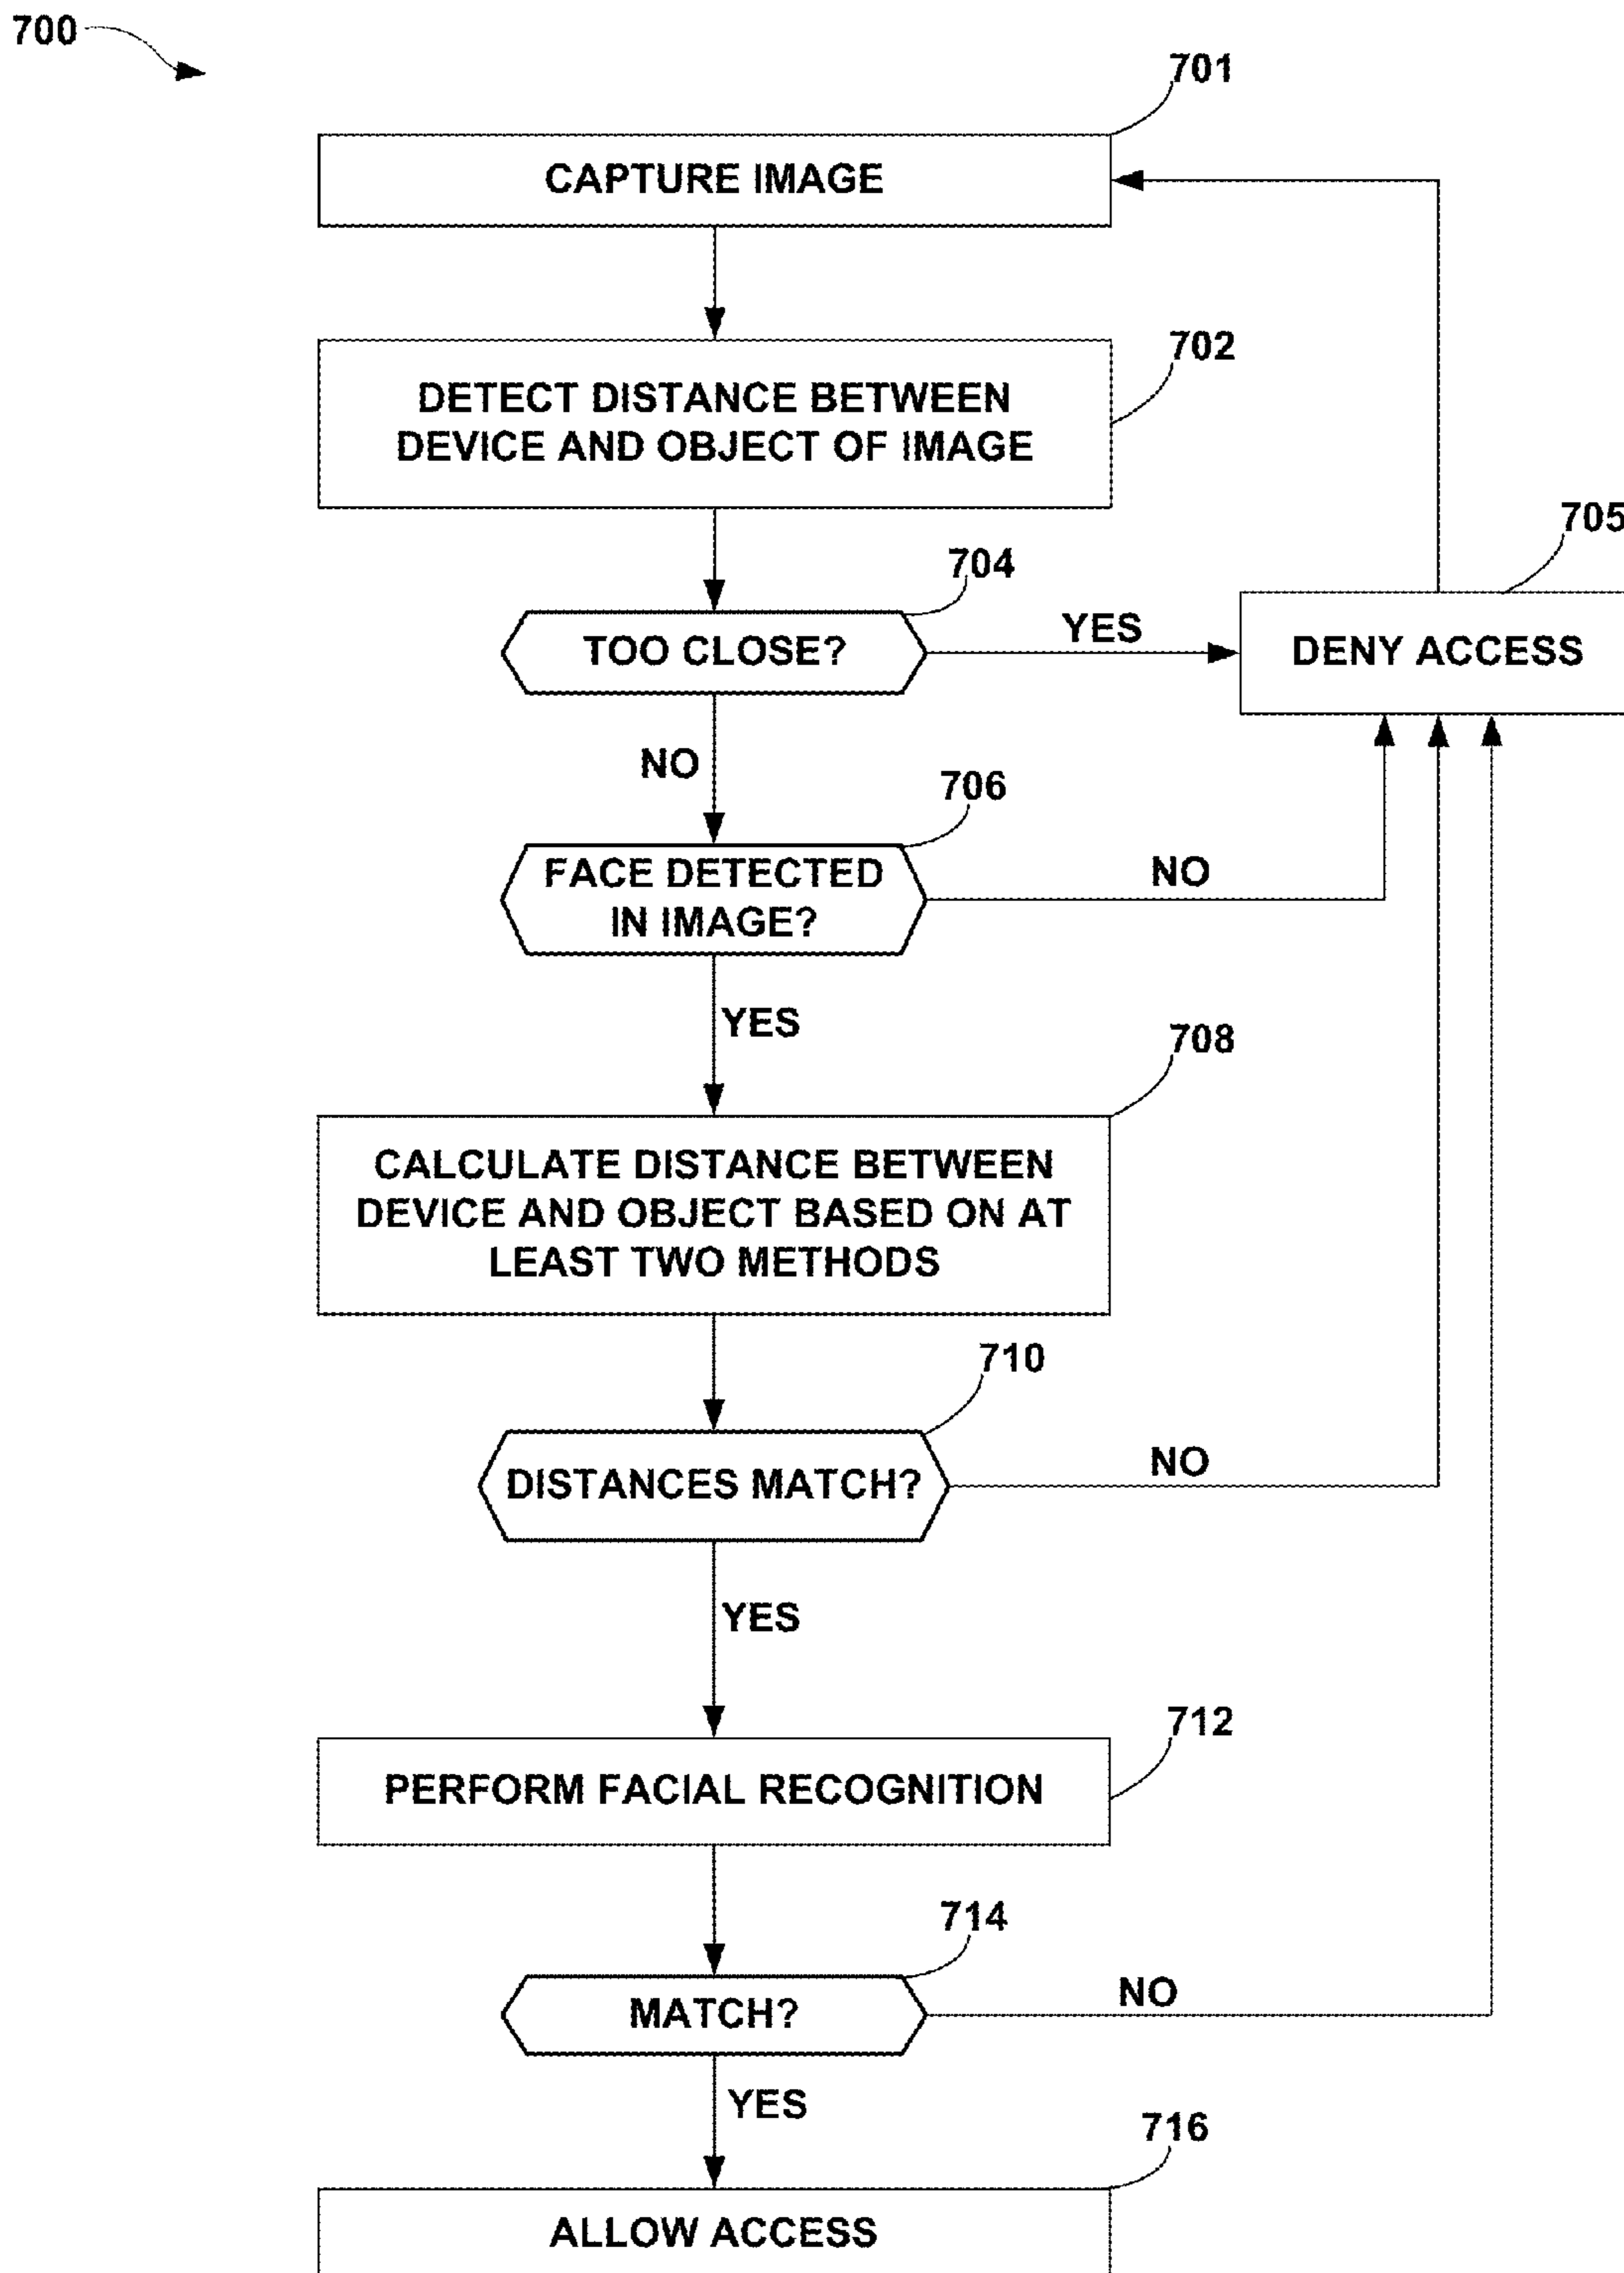 700
701
CAPTURE IMAGE
702
DETECT DISTANCE BETWEEN
DEVICE AND OBJECT OF IMAGE
705
704
TOO CLOSE?
YES
DENY ACCESS
NO
706
FACE DETECTED
IN IMAGE?
NO
YES
708
CALCULATE DISTANCE BETWEEN
DEVICE AND OBJECT BASED ON AT
LEAST TWO METHODS
710
DISTANCES MATCH?
NO
YES
712
PERFORM FACIAL RECOGNITION
714
MATCH?
NO
YES
716
ALLOW ACCESS